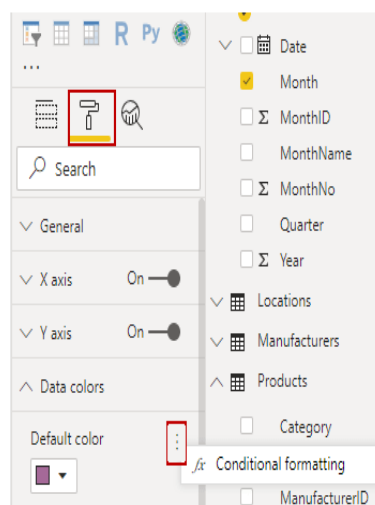 R Py
...
Search
General
X axis On
Y axis On
Data colors
Default color
fx Conditional formatting
Date
Month
Σ MonthID
MonthName
Σ MonthNo
Quarter
Σ Year
Locations
Manufacturers
Products
Category
ManufacturerID